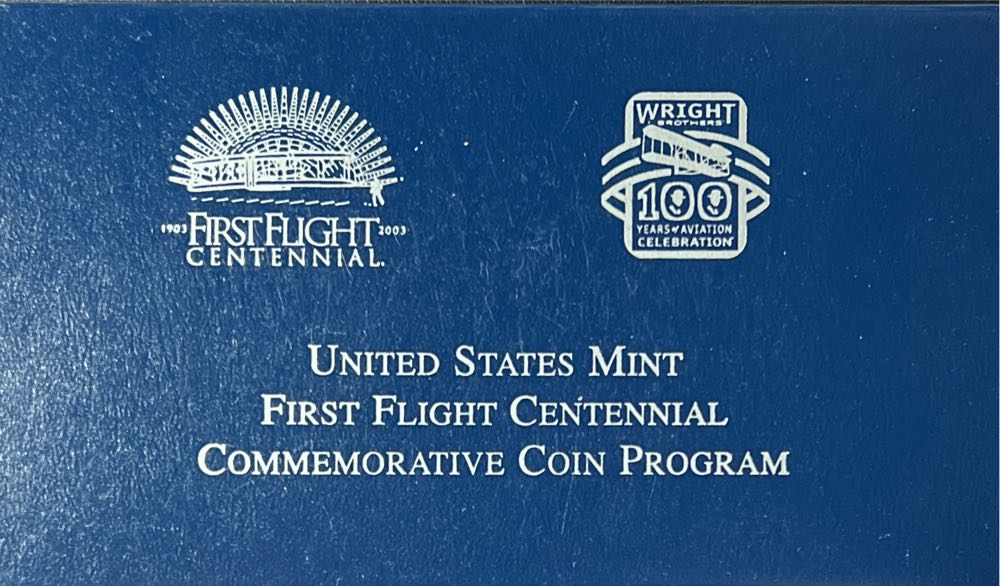 1903 FIRST FLIGHT 2003
CENTENNIAL.
WRIGHT
BROTHERS
100
YEARS of AVIATION
CELEBRATION
UNITED STATES MINT
FIRST FLIGHT CENTENNIAL
COMMEMORATIVE COIN PROGRAM